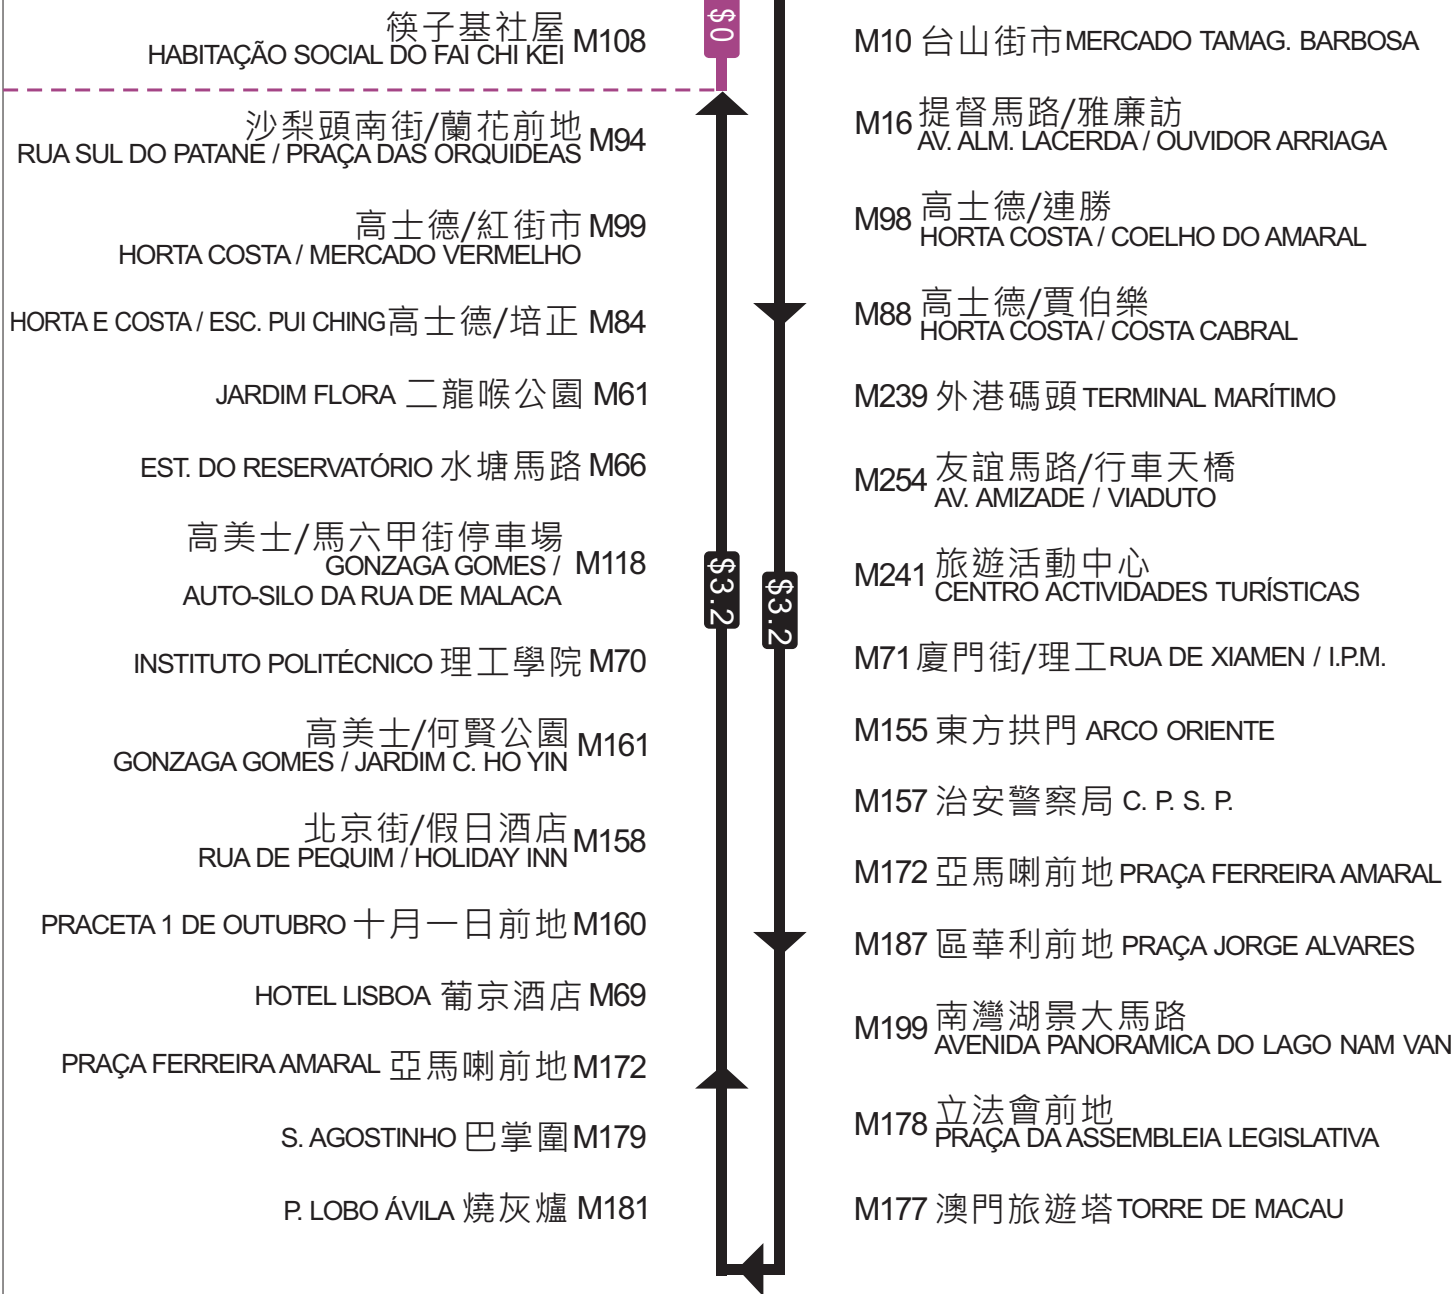 筷子基社屋
HABITAÇÃO SOCIAL DO FAI CHI KEI M108
沙梨頭南街/蘭花前地
RUA SUL DO PATANE / PRAÇA DAS ORQUIDEAS M94
高士德/紅街市 M99
HORTA COSTA / MERCADO VERMELHO
HORTA E COSTA / ESC. PUI CHING 高士德/培正 M84
JARDIM FLORA 二龍喉公園 M61
EST. DO RESERVATÓRIO 水塘馬路 M66
高美士/馬六甲街停車場
GONZAGA GOMES / M118
AUTO-SILO DA RUA DE MALACA
INSTITUTO POLITÉCNICO 理工學院 M70
高美士/何賢公園
GONZAGA GOMES / JARDIM C. HO YIN M161
北京街/假日酒店
RUA DE PEQUIM / HOLIDAY INN M158
PRACETA 1 DE OUTUBRO 十月一日前地 M160
HOTEL LISBOA 葡京酒店 M69
PRAÇA FERREIRA AMARAL 亞馬喇前地 M172
S. AGOSTINHO 巴掌圍 M179
P. LOBO ÁVILA 燒灰爐 M181
$0
$3.2
$3.2
M10 台山街市 MERCADO TAMAG. BARBOSA
M16 提督馬路/雅廉訪
AV. ALM. LACERDA / OUVIDOR ARRIAGA
M98 高士德/連勝
HORTA COSTA / COELHO DO AMARAL
M88 高士德/賈伯樂
HORTA COSTA / COSTA CABRAL
M239 外港碼頭 TERMINAL MARÍTIMO
M254 友誼馬路/行車天橋
AV. AMIZADE / VIADUTO
M241 旅遊活動中心
CENTRO ACTIVIDADES TURÍSTICAS
M71 廈門街/理工 RUA DE XIAMEN / I.P.M.
M155 東方拱門 ARCO ORIENTE
M157 治安警察局 C. P. S. P.
M172 亞馬喇前地 PRAÇA FERREIRA AMARAL
M187 區華利前地 PRAÇA JORGE ALVARES
M199 南灣湖景大馬路
AVENIDA PANORAMICA DO LAGO NAM VAN
M178 立法會前地
PRAÇA DA ASSEMBLEIA LEGISLATIVA
M177 澳門旅遊塔 TORRE DE MACAU